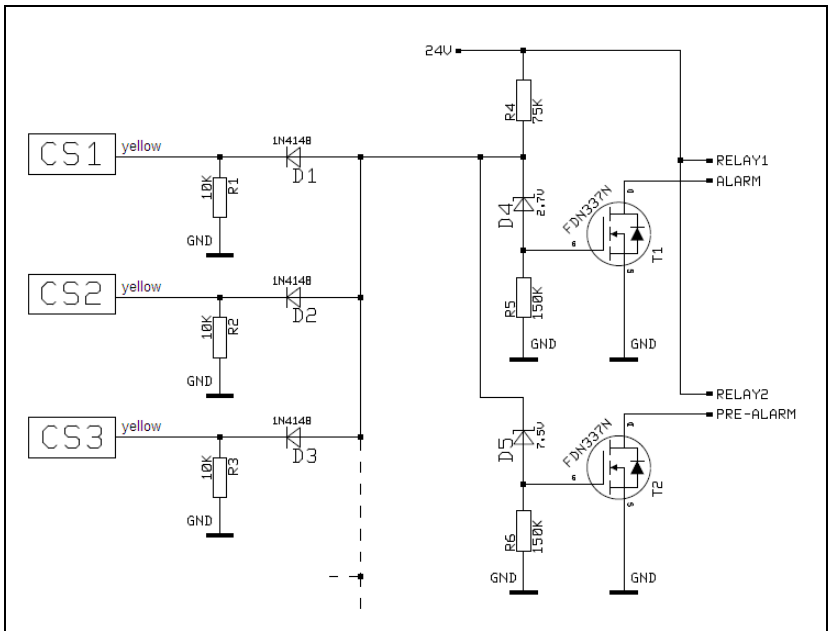 24V
R4
75K
CS1
yellow
1N4148
D1
10K
R1
GND
RELAY1
ALARM
D4
2.7V
FDN337N
D
G
S
T1
R5
150K
GND
GND
CS2
yellow
1N4148
D2
10K
R2
GND
CS3
yellow
1N4148
D3
10K
R3
GND
RELAY2
PRE-ALARM
D5
7.5V
FDN337N
D
G
S
T2
R6
150K
GND
GND